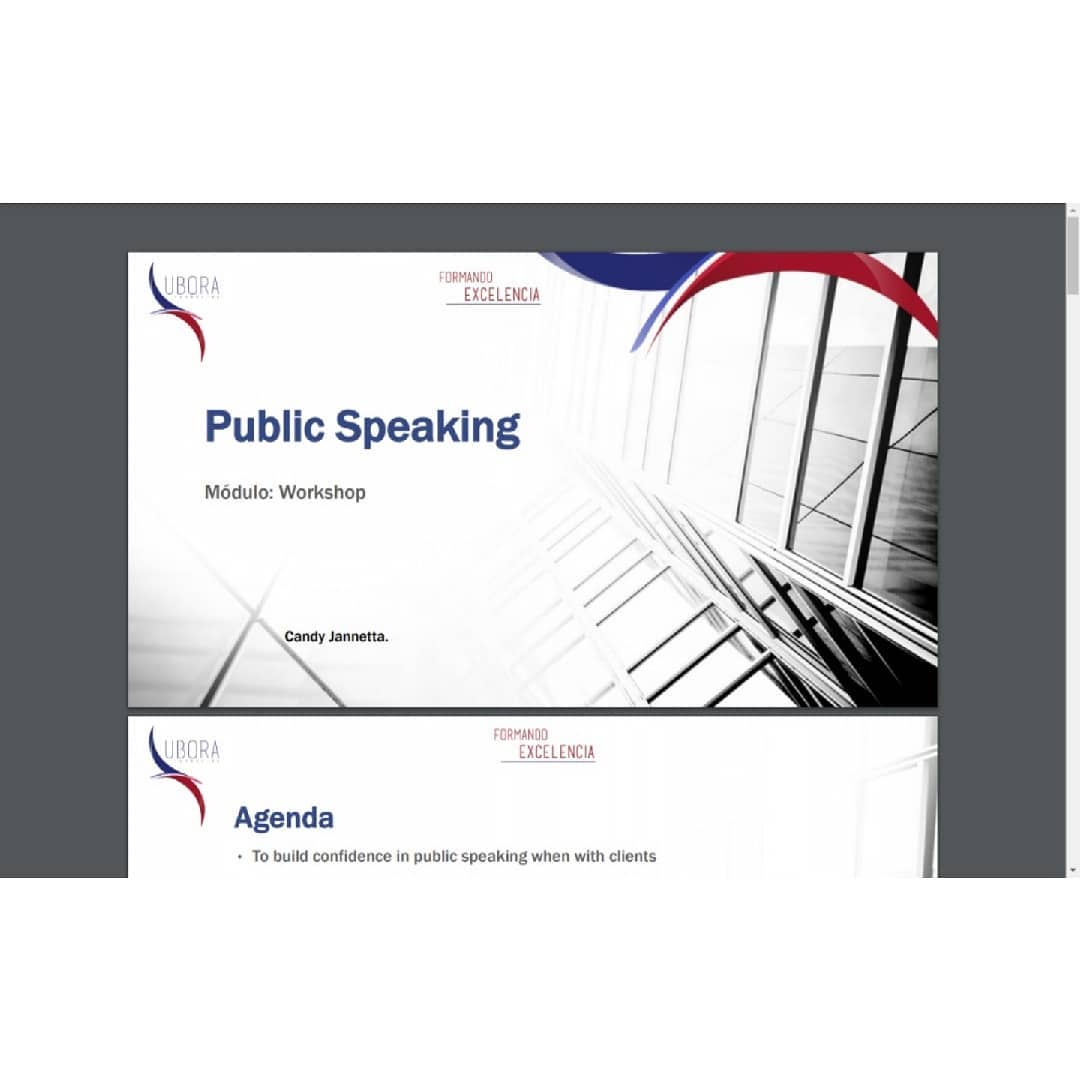 UBORA
FORMANDO
EXCELENCIA
Public Speaking
Módulo: Workshop
Candy Jannetta.
UBORA
FORMANDO
EXCELENCIA
Agenda
• To build confidence in public speaking when with clients